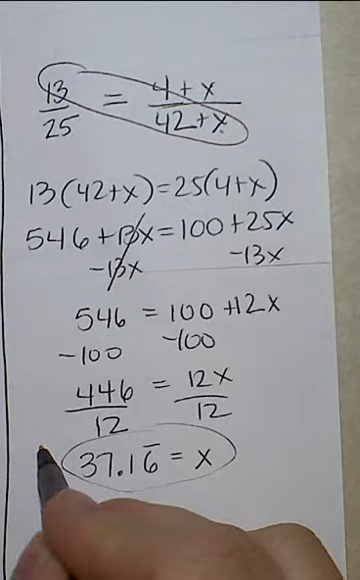 13/25 = 4+x/42+x
13(42+x)=25(4+x)
546+13x=100+25x
-13x -13x
546 = 100+12x
-100 -100
446/12 = 12x/12
37.16̅ = x